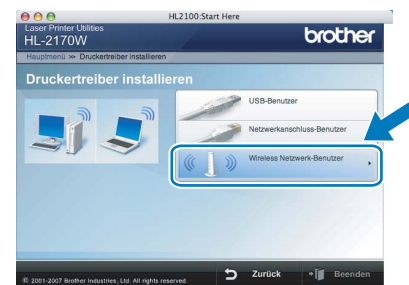 HL2100:Start Here
Laser Printer Utilities
HL-2170W
brother
Hauptmenü >> Druckertreiber installieren
Druckertreiber installieren
USB-Benutzer
Netzwerkanschluss-Benutzer
Wireless Netzwerk-Benutzer
© 2001-2007 Brother Industries, Ltd. All rights reserved.
Zurück
Beenden